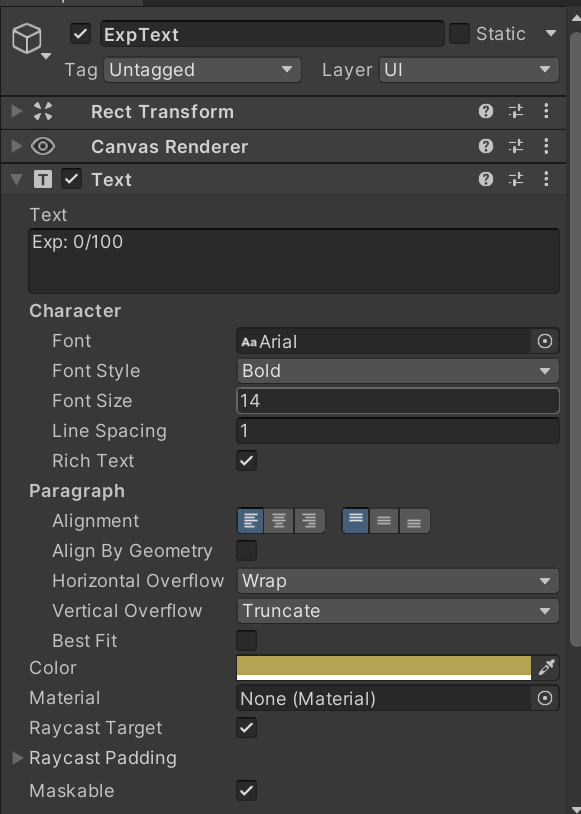 ExpText
Static
Tag Untagged Layer UI
Rect Transform
Canvas Renderer
T Text
Text
Exp: 0/100
Character
Font Aa Arial
Font Style Bold
Font Size 14
Line Spacing 1
Rich Text
Paragraph
Alignment
Align By Geometry
Horizontal Overflow Wrap
Vertical Overflow Truncate
Best Fit
Color
Material None (Material)
Raycast Target
Raycast Padding
Maskable